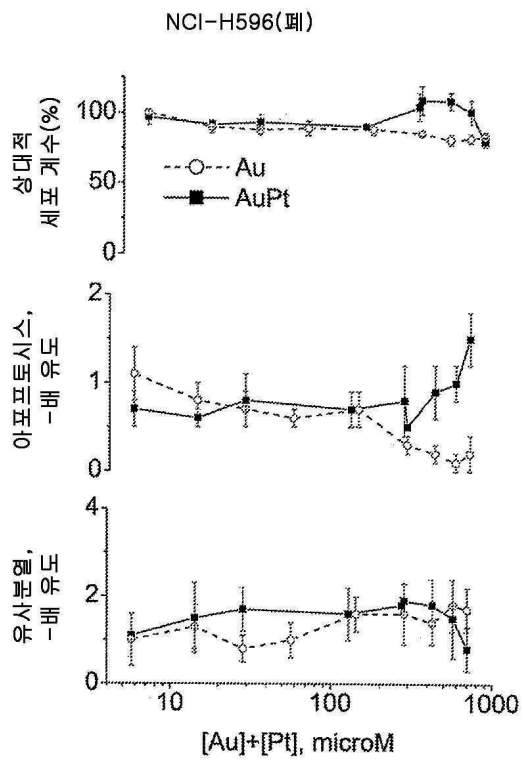 NCI-H596(폐)
상대적
세포 계수(%)
100
50
0
Au
AuPt
아포프토시스,
-배 유도
2
1
0
유사분열,
-배 유도
4
2
0
10
100
1000
[Au]+[Pt], microM